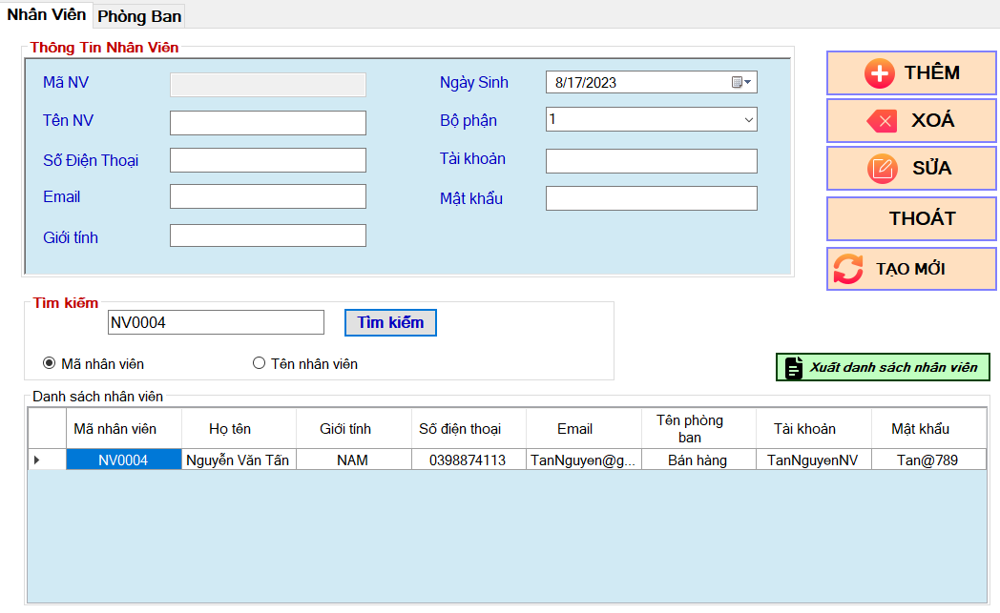 Nhân Viên Phòng Ban
Thông Tin Nhân Viên
Mã NV
Tên NV
Số Điện Thoại
Email
Giới tính
Ngày Sinh 8/17/2023
Bộ phận 1
Tài khoản
Mật khẩu
THÊM
XOÁ
SỬA
THOÁT
TẠO MỚI
Tìm kiếm
NV0004 Tìm kiếm
Mã nhân viên Tên nhân viên
Xuất danh sách nhân viên
Danh sách nhân viên
Mã nhân viên Họ tên Giới tính Số điện thoại Email Tên phòng ban Tài khoản Mật khẩu
NV0004 Nguyễn Văn Tấn NAM 0398874113 TanNguyen@g... Bán hàng TanNguyenNV Tan@789